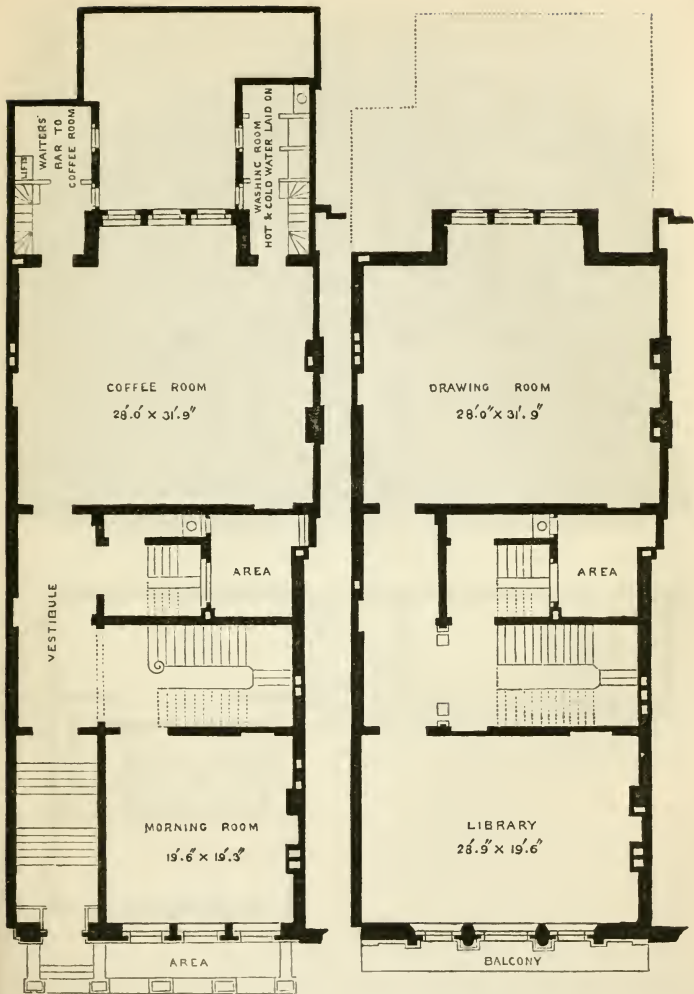 WAITERS'
BAR TO
COFFEE ROOM
LIFT
WASHING ROOM
HOT & COLD WATER LAID ON
COFFEE ROOM
28'.0" × 31'.9"
VESTIBULE
AREA
MORNING ROOM
19'.6" × 19'.3"
AREA
DRAWING ROOM
28'.0" × 31'.9"
AREA
LIBRARY
28'.9" × 19'.6"
BALCONY